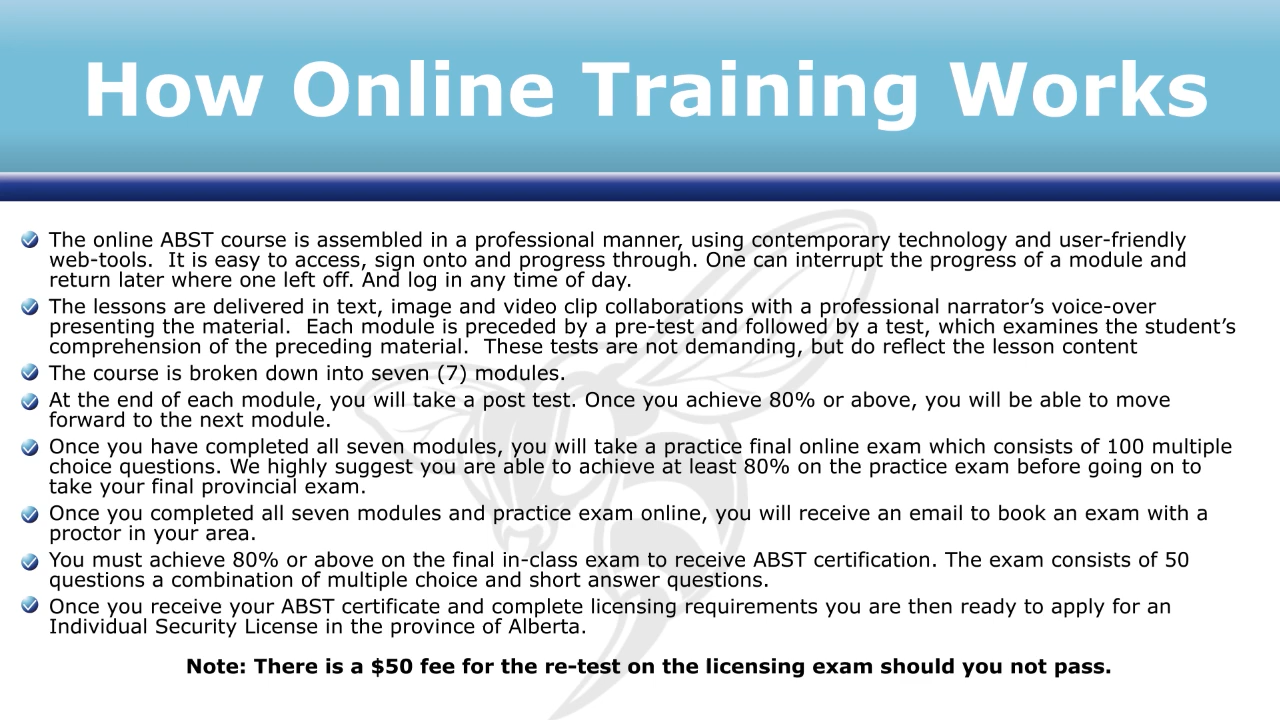 How Online Training Works
The online ABST course is assembled in a professional manner, using contemporary technology and user-friendly
web-tools.  It is easy to access, sign onto and progress through. One can interrupt the progress of a module and
return later where one left off. And log in any time of day.
The lessons are delivered in text, image and video clip collaborations with a professional narrator’s voice-over
presenting the material.  Each module is preceded by a pre-test and followed by a test, which examines the student’s
comprehension of the preceding material.  These tests are not demanding, but do reflect the lesson content
The course is broken down into seven (7) modules.
At the end of each module, you will take a post test. Once you achieve 80% or above, you will be able to move
forward to the next module.
Once you have completed all seven modules, you will take a practice final online exam which consists of 100 multiple
choice questions. We highly suggest you are able to achieve at least 80% on the practice exam before going on to
take your final provincial exam.
Once you completed all seven modules and practice exam online, you will receive an email to book an exam with a
proctor in your area.
You must achieve 80% or above on the final in-class exam to receive ABST certification. The exam consists of 50
questions a combination of multiple choice and short answer questions.
Once you receive your ABST certificate and complete licensing requirements you are then ready to apply for an
Individual Security License in the province of Alberta.
Note: There is a $50 fee for the re-test on the licensing exam should you not pass.